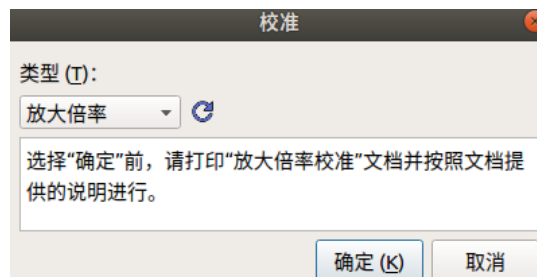 校准
类型 (T):
放大倍率
选择“确定”前，请打印“放大倍率校准”文档并按照文档提
供的说明进行。
确定 (K)
取消